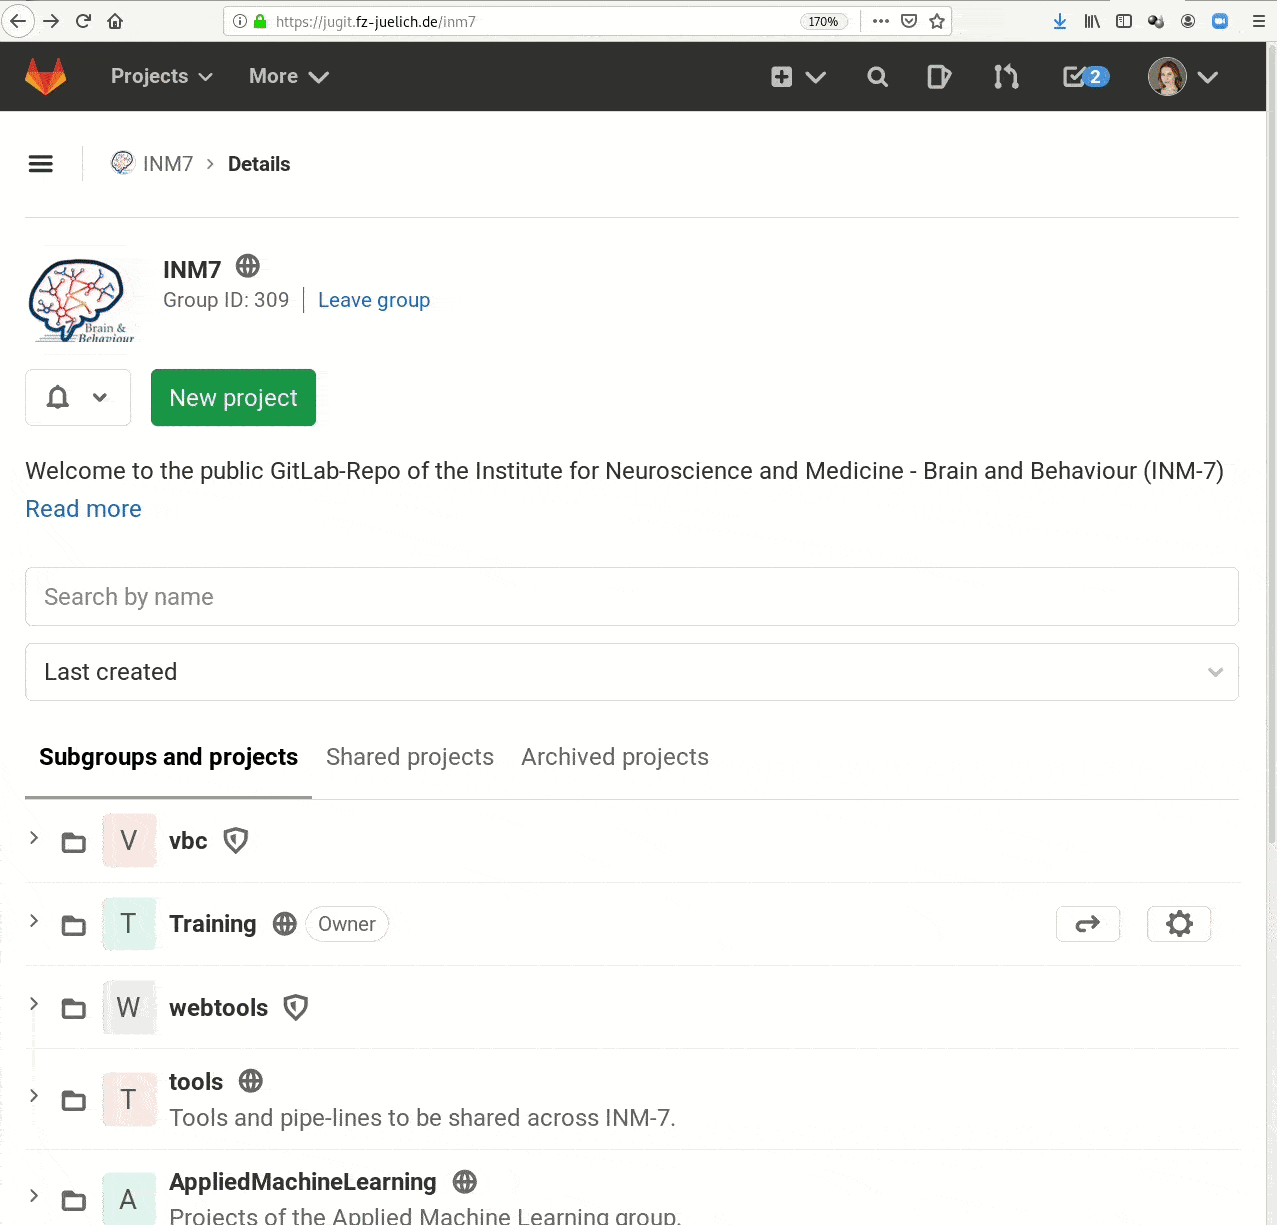 https://jugit.fz-juelich.de/inm7
170%
Projects
More
2
INM7 > Details
INM7
Group ID: 309
Leave group
Brain &
Behaviour
New project
Welcome to the public GitLab-Repo of the Institute for Neuroscience and Medicine - Brain and Behaviour (INM-7)
Read more
Search by name
Last created
Subgroups and projects
Shared projects
Archived projects
V
vbc
T
Training
Owner
W
webtools
T
tools
Tools and pipe-lines to be shared across INM-7.
A
AppliedMachineLearning
Projects of the Applied Machine Learning group.